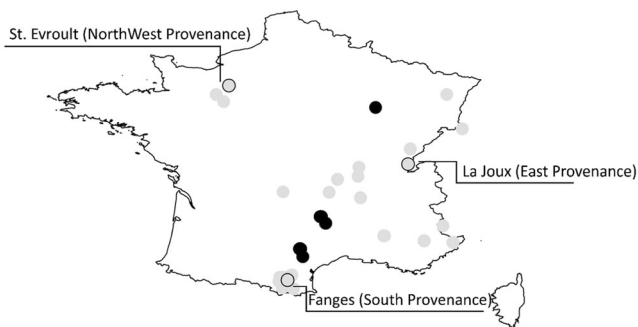 St. Evroult (NorthWest Provenance)
La Joux (East Provenance)
Fanges (South Provenance)